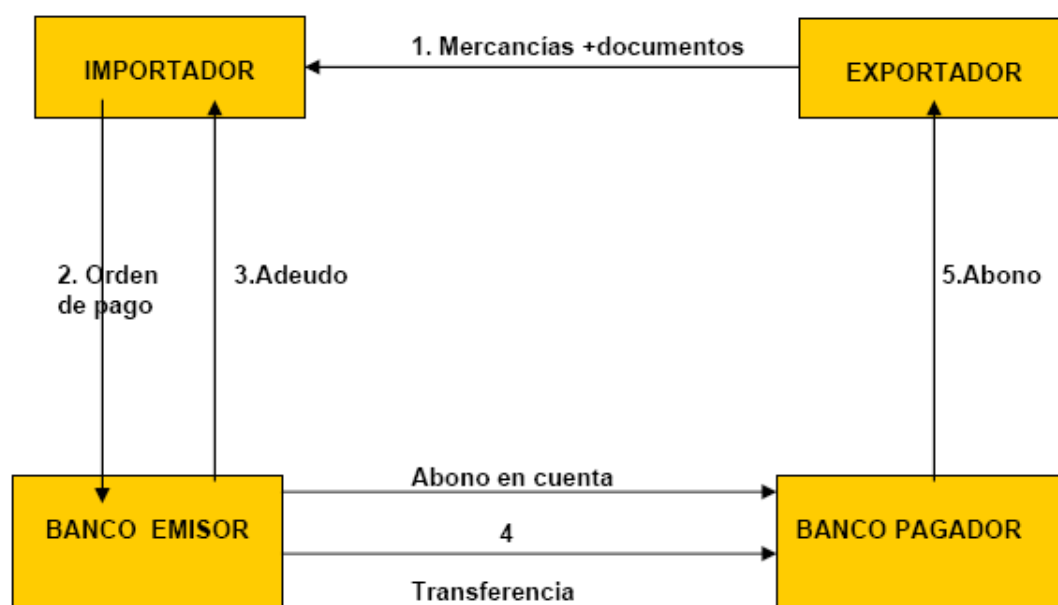 1. Mercancías +documentos
IMPORTADOR
EXPORTADOR
2. Orden
de pago
3.Adeudo
5.Abono
Abono en cuenta
BANCO EMISOR
4
BANCO PAGADOR
Transferencia